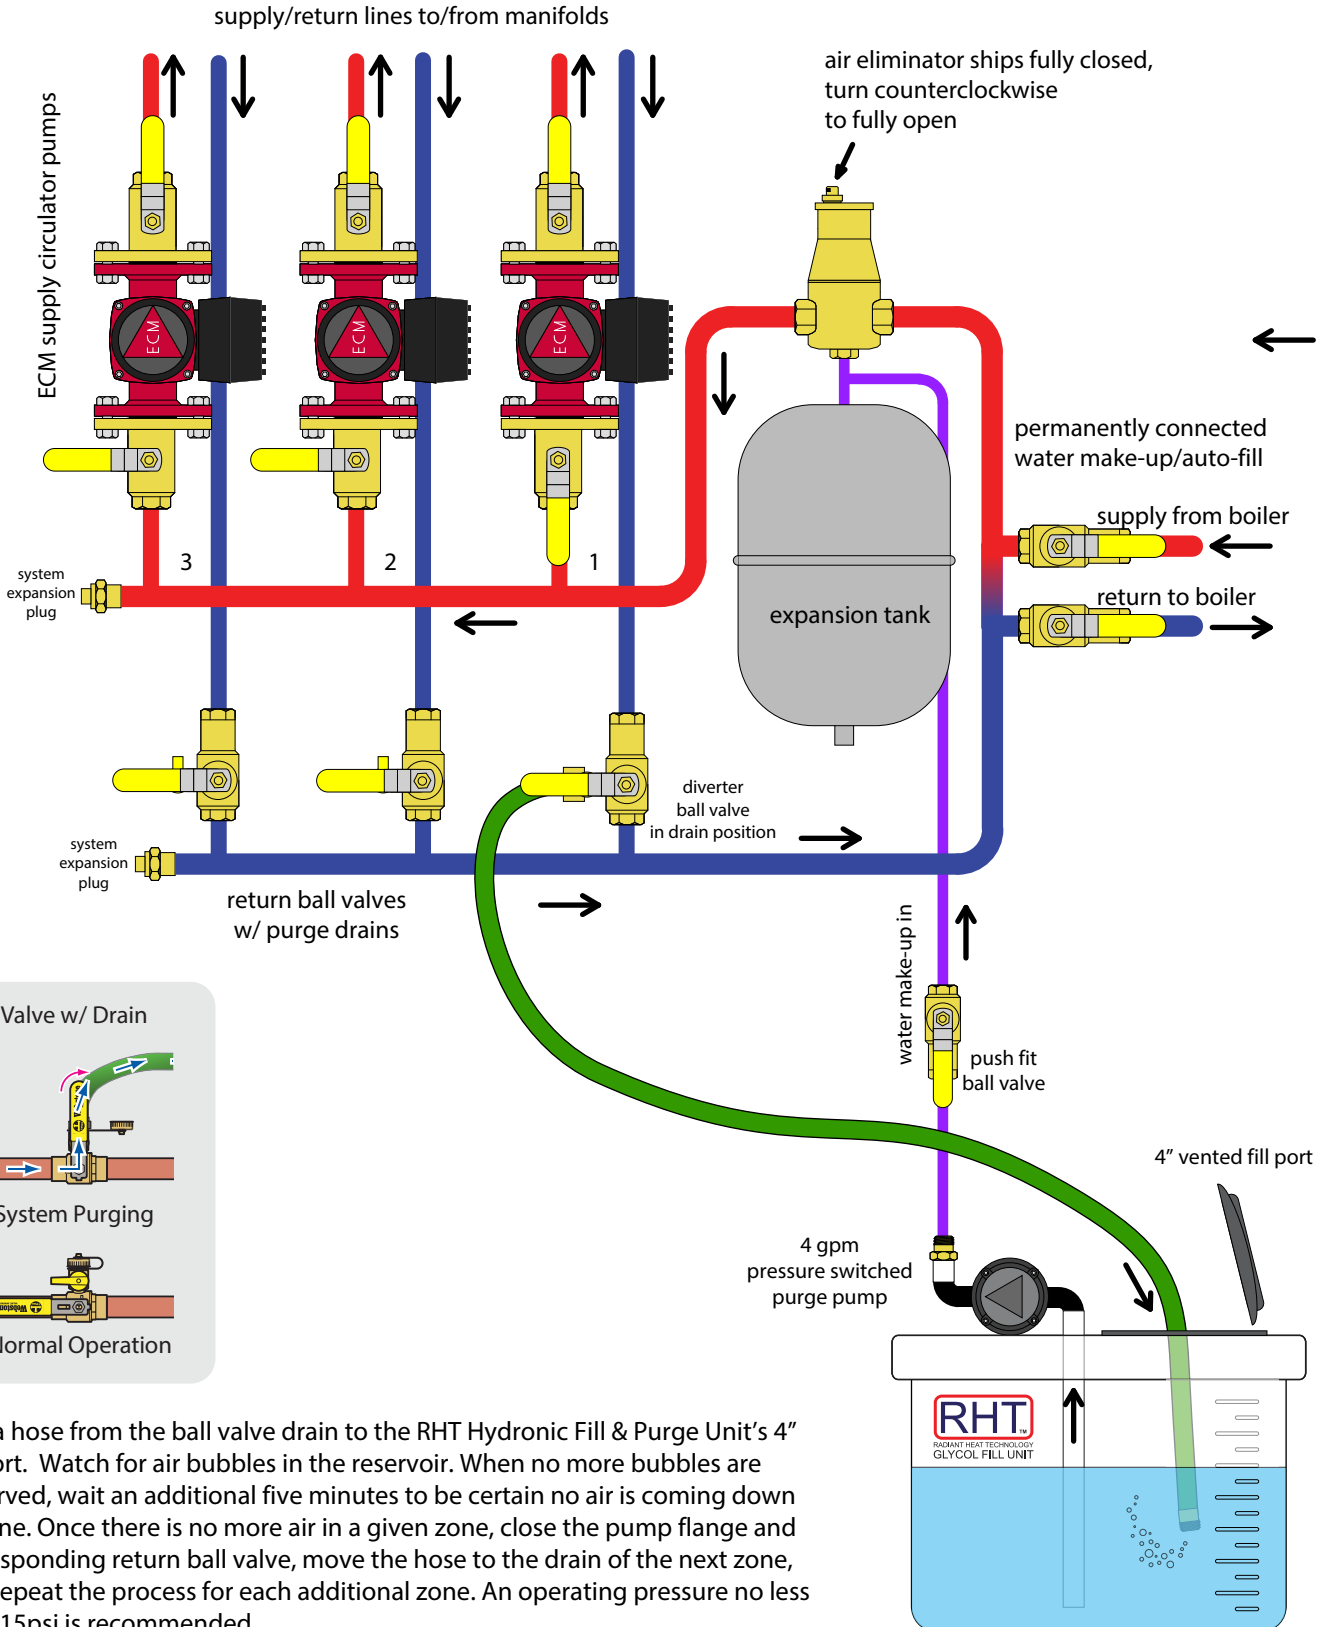 supply/return lines to/from manifolds
air eliminator ships fully closed,
turn counterclockwise
to fully open
ECM supply circulator pumps
ECM
ECM
ECM
permanently connected
water make-up/auto-fill
supply from boiler
return to boiler
3
2
1
system
expansion
plug
expansion tank
diverter
ball valve
in drain position
system
expansion
plug
return ball valves
w/ purge drains
water make-up in
push fit
ball valve
Valve w/ Drain
System Purging
Webstone
Normal Operation
4” vented fill port
4 gpm
pressure switched
purge pump
RHT™
RADIANT HEAT TECHNOLOGY
GLYCOL FILL UNIT
a hose from the ball valve drain to the RHT Hydronic Fill & Purge Unit’s 4”
ort. Watch for air bubbles in the reservoir. When no more bubbles are
rved, wait an additional five minutes to be certain no air is coming down
ne. Once there is no more air in a given zone, close the pump flange and
sponding return ball valve, move the hose to the drain of the next zone,
epeat the process for each additional zone. An operating pressure no less
15psi is recommended